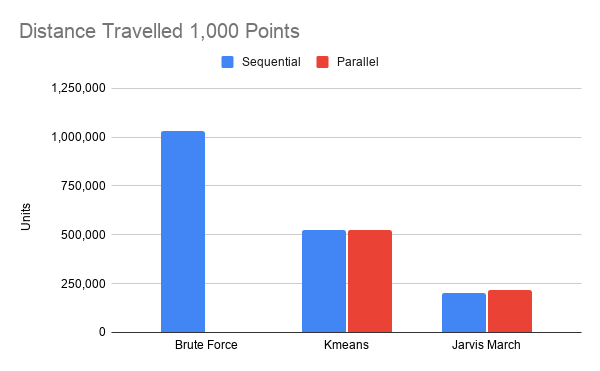 Distance Travelled 1,000 Points
Sequential Parallel
1,250,000
1,000,000
750,000
500,000
250,000
0
Units
Brute Force Kmeans Jarvis March